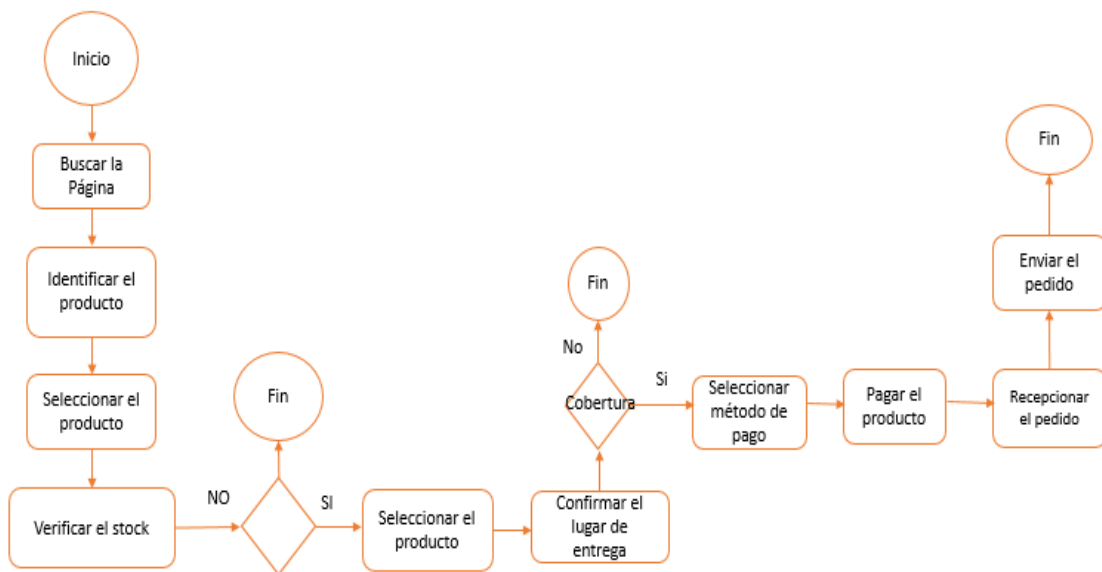 Inicio
Buscar la
Página
Identificar el
producto
Seleccionar el
producto
Verificar el stock
NO
Fin
SI
Seleccionar el
producto
Confirmar el
lugar de
entrega
Cobertura
No
Fin
Si
Seleccionar
método de
pago
Pagar el
producto
Recepcionar
el pedido
Enviar el
pedido
Fin